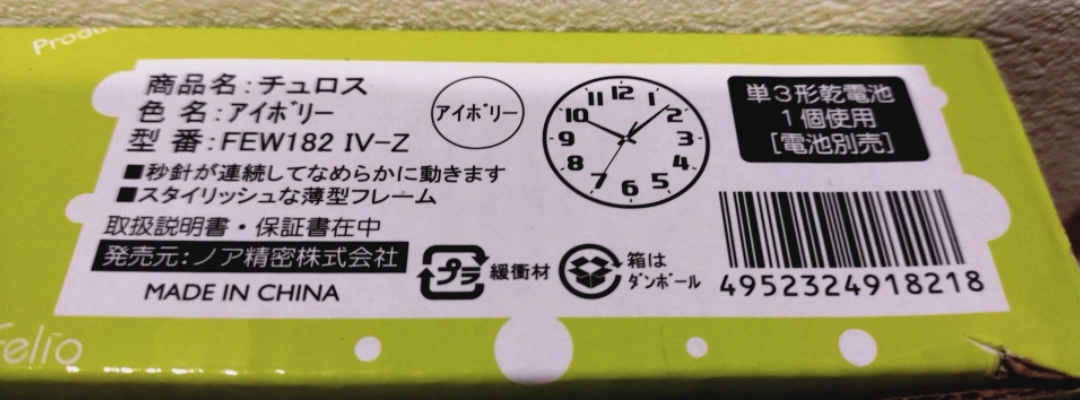 Produ
商品名：チュロス
色 名：アイボリー
型 番：FEW182 IV-Z
■秒針が連続してなめらかに動きます
■スタイリッシュな薄型フレーム
取扱説明書・保証書在中
発売元：ノア精密株式会社
MADE IN CHINA
アイボリー
12
1
2
3
4
5
6
7
8
9
10
11
プラ
緩衝材
箱は
ダンボール
単3形乾電池
1個使用
[電池別売]
4952324918218
Felio